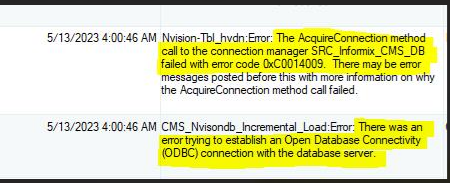 5/13/2023 4:00:46 AM Nvision-Tbl_hvdn:Error: The AcquireConnection method
call to the connection manager SRC_Informix_CMS_DB
failed with error code 0xC0014009. There may be error
messages posted before this with more information on why
the AcquireConnection method call failed.
5/13/2023 4:00:46 AM CMS_Nvisondb_Incremental_Load:Error: There was an
error trying to establish an Open Database Connectivity
(ODBC) connection with the database server.